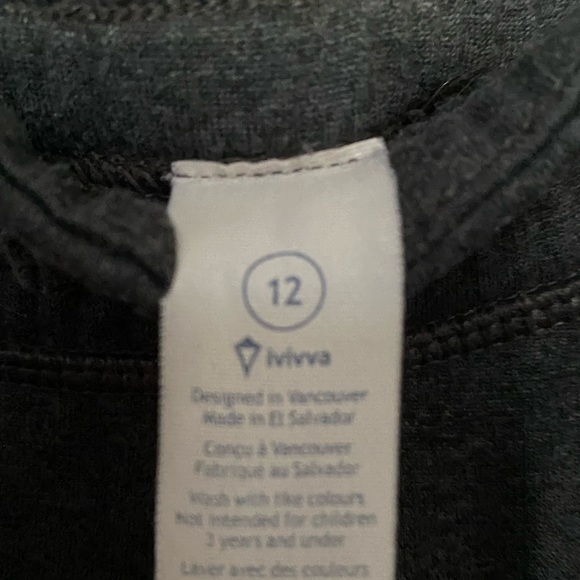 12
ivivva
Designed in Vancouver
Made in El Salvador
Conçu à Vancouver
Fabriqué au Salvador
Wash with like colours
Not intended for children
3 years and under
Laver avec des couleurs